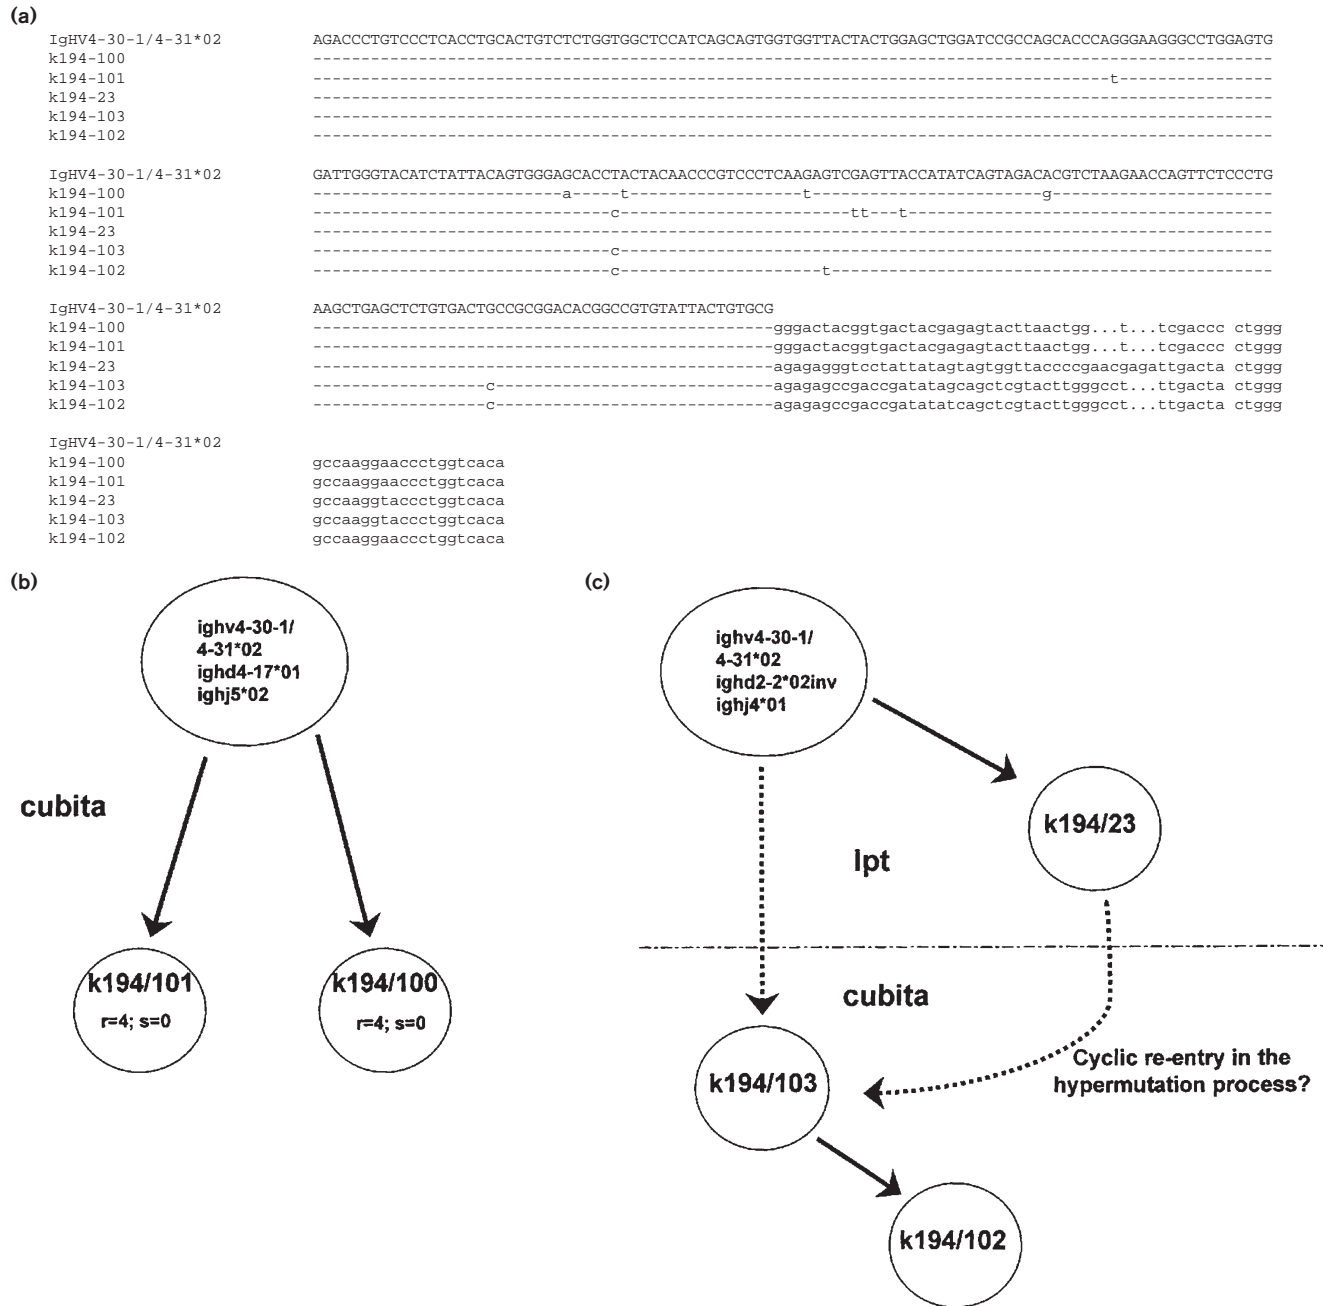 (a)
IgHV4-30-1/4-31*02 AGACCCTGTCCCTCACCTGCACTGTCTCTGGTGGCTCCATCAGCAGTGGTGGTTACTACTGGAGCTGGATCCGCCAGCACCCAGGGAAGGGCCTGGAGTG
k194-100 ----------------------------------------------------------------------------------------------------
k194-101 -----------------------------------------------------------------------------------t----------------
k194-23 ----------------------------------------------------------------------------------------------------
k194-103 ----------------------------------------------------------------------------------------------------
k194-102 ----------------------------------------------------------------------------------------------------
IgHV4-30-1/4-31*02 GATTGGGTACATCTATTACAGTGGGAGCACCTACTACAACCCGTCCCTCAAGAGTCGAGTTACCATATCAGTAGACACGTCTAAGAACCAGTTCTCCCTG
k194-100 --------------------------a-----t------------------t------------------------g-----------------------
k194-101 -------------------------------c------------------------tt---t--------------------------------------
k194-23 ----------------------------------------------------------------------------------------------------
k194-103 -------------------------------c--------------------------------------------------------------------
k194-102 -------------------------------c---------------------t----------------------------------------------
IgHV4-30-1/4-31*02 AAGCTGAGCTCTGTGACTGCCGCGGACACGGCCGTGTATTACTGTGCG
k194-100 ------------------------------------------------gggactacggtgactacgagagtacttaactgg...t...tcgaccc ctggg
k194-101 ------------------------------------------------gggactacggtgactacgagagtacttaactgg...t...tcgaccc ctggg
k194-23 ------------------------------------------------agagagggtcctattatagtagtggttaccccgaacgagattgacta ctggg
k194-103 ------------------c-----------------------------agagagccgaccgatatagcagctcgtacttgggcct...ttgacta ctggg
k194-102 ------------------c-----------------------------agagagccgaccgatatatcagctcgtacttgggcct...ttgacta ctggg
IgHV4-30-1/4-31*02
k194-100 gccaaggaaccctggtcaca
k194-101 gccaaggaaccctggtcaca
k194-23 gccaaggtaccctggtcaca
k194-103 gccaaggtaccctggtcaca
k194-102 gccaaggaaccctggtcaca
(b)
ighv4-30-1/
4-31*02
ighd4-17*01
ighj5*02
cubita
k194/101
r=4; s=0
k194/100
r=4; s=0
(c)
ighv4-30-1/
4-31*02
ighd2-2*02inv
ighj4*01
k194/23
lpt
cubita
Cyclic re-entry in the
hypermutation process?
k194/103
k194/102